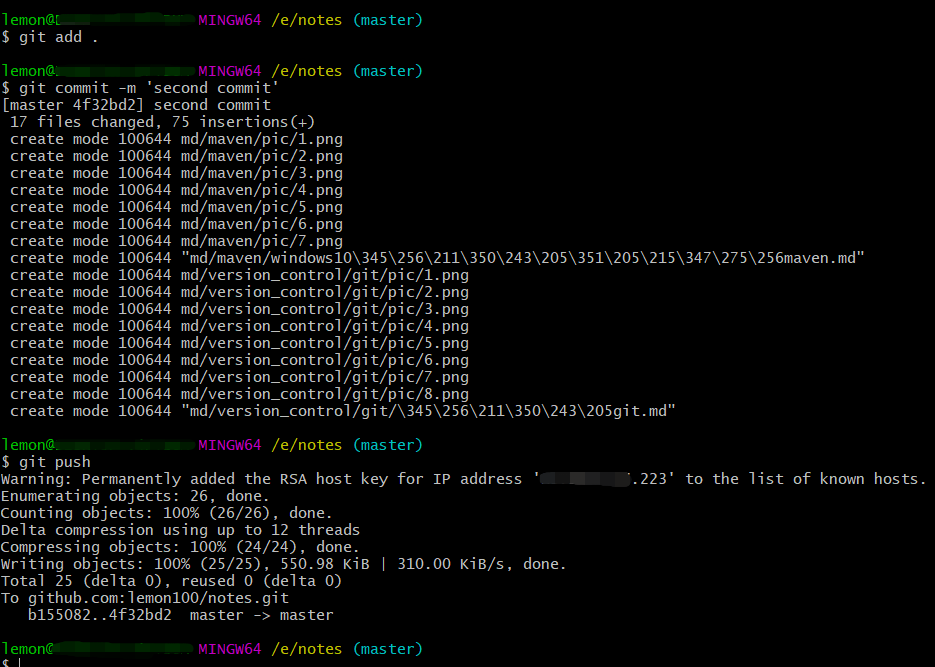 lemon@ MINGW64 /e/notes (master)
$ git add .
lemon@ MINGW64 /e/notes (master)
$ git commit -m 'second commit'
[master 4f32bd2] second commit
17 files changed, 75 insertions(+)
create mode 100644 md/maven/pic/1.png
create mode 100644 md/maven/pic/2.png
create mode 100644 md/maven/pic/3.png
create mode 100644 md/maven/pic/4.png
create mode 100644 md/maven/pic/5.png
create mode 100644 md/maven/pic/6.png
create mode 100644 md/maven/pic/7.png
create mode 100644 "md/maven/windows10\345\256\211\350\243\205\351\205\215\347\275\256maven.md"
create mode 100644 md/version_control/git/pic/1.png
create mode 100644 md/version_control/git/pic/2.png
create mode 100644 md/version_control/git/pic/3.png
create mode 100644 md/version_control/git/pic/4.png
create mode 100644 md/version_control/git/pic/5.png
create mode 100644 md/version_control/git/pic/6.png
create mode 100644 md/version_control/git/pic/7.png
create mode 100644 md/version_control/git/pic/8.png
create mode 100644 "md/version_control/git/\345\256\211\350\243\205git.md"
lemon@ MINGW64 /e/notes (master)
$ git push
Warning: Permanently added the RSA host key for IP address '.223' to the list of known hosts.
Enumerating objects: 26, done.
Counting objects: 100% (26/26), done.
Delta compression using up to 12 threads
Compressing objects: 100% (24/24), done.
Writing objects: 100% (25/25), 550.98 KiB | 310.00 KiB/s, done.
Total 25 (delta 0), reused 0 (delta 0)
To github.com:lemon100/notes.git
b155082..4f32bd2 master -> master
lemon@ MINGW64 /e/notes (master)
$